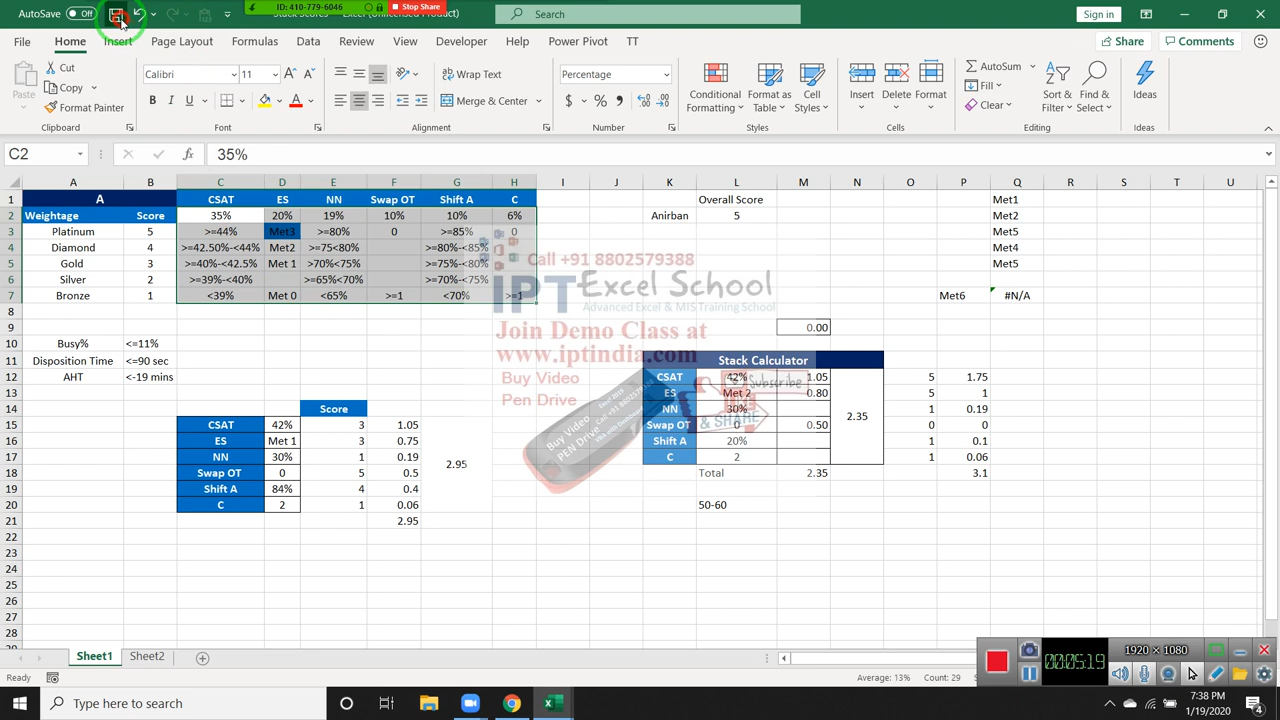 AutoSave Off
ID: 410-779-6046
Stop Share
Search
Sign in
File Home Insert Page Layout Formulas Data Review View Developer Help Power Pivot TT
Share Comments
Cut
Copy
Format Painter
Paste
Calibri 11
Wrap Text
Merge & Center
Percentage
Conditional Formatting
Format as Table
Cell Styles
Insert Delete Format
AutoSum
Fill
Clear
Sort & Filter
Find & Select
Ideas
Clipboard Font Alignment Number Styles Cells Editing Ideas
C2 fx 35%
A B C D E F G H I J K L M N O P Q R S T U
1 A CSAT ES NN Swap OT Shift A C Overall Score Met1
2 Weightage Score 35% 20% 19% 10% 10% 6% Anirban 5 Met2
3 Platinum 5 >=44% Met3 >=80% 0 >=85% 0 Met5
4 Diamond 4 >=42.50%-<44% Met2 >=75<80% >=80%-<85% Met4
5 Gold 3 >=40%-<42.5% Met 1 >70%<75% >=75%-<80% Met5
6 Silver 2 >=39%-<40% >=65%<70% >=70%-<75%
7 Bronze 1 <39% Met 0 <65% >=1 <70% >=1 Met6 #N/A
8
9 0.00
10 Busy% <=11%
11 Disposition Time <=90 sec Stack Calculator
12 AHT <-19 mins CSAT 42% 1.05 5 1.75
13 ES Met 2 0.80 5 1
14 Score NN 30% 2.35 1 0.19
15 CSAT 42% 3 1.05 Swap OT 0 0.50 0 0
16 ES Met 1 3 0.75 Shift A 20% 1 0.1
17 NN 30% 1 0.19 C 2 1 0.06
18 Swap OT 0 5 0.5 2.95 Total 2.35 3.1
19 Shift A 84% 4 0.4
20 C 2 1 0.06 50-60
21 2.95
22
23
24
25
26
27
28
Call +91 8802579388
IPT Excel School
Advanced Excel & MIS Training School
Join Demo Class at
www.iptindia.com
Buy Video
Pen Drive
Subscribe
& SHARE
Sheet1 Sheet2
Ready
Average: 13% Count: 29
1920 × 1080
00:05:19
Type here to search
7:38 PM
1/19/2020
4